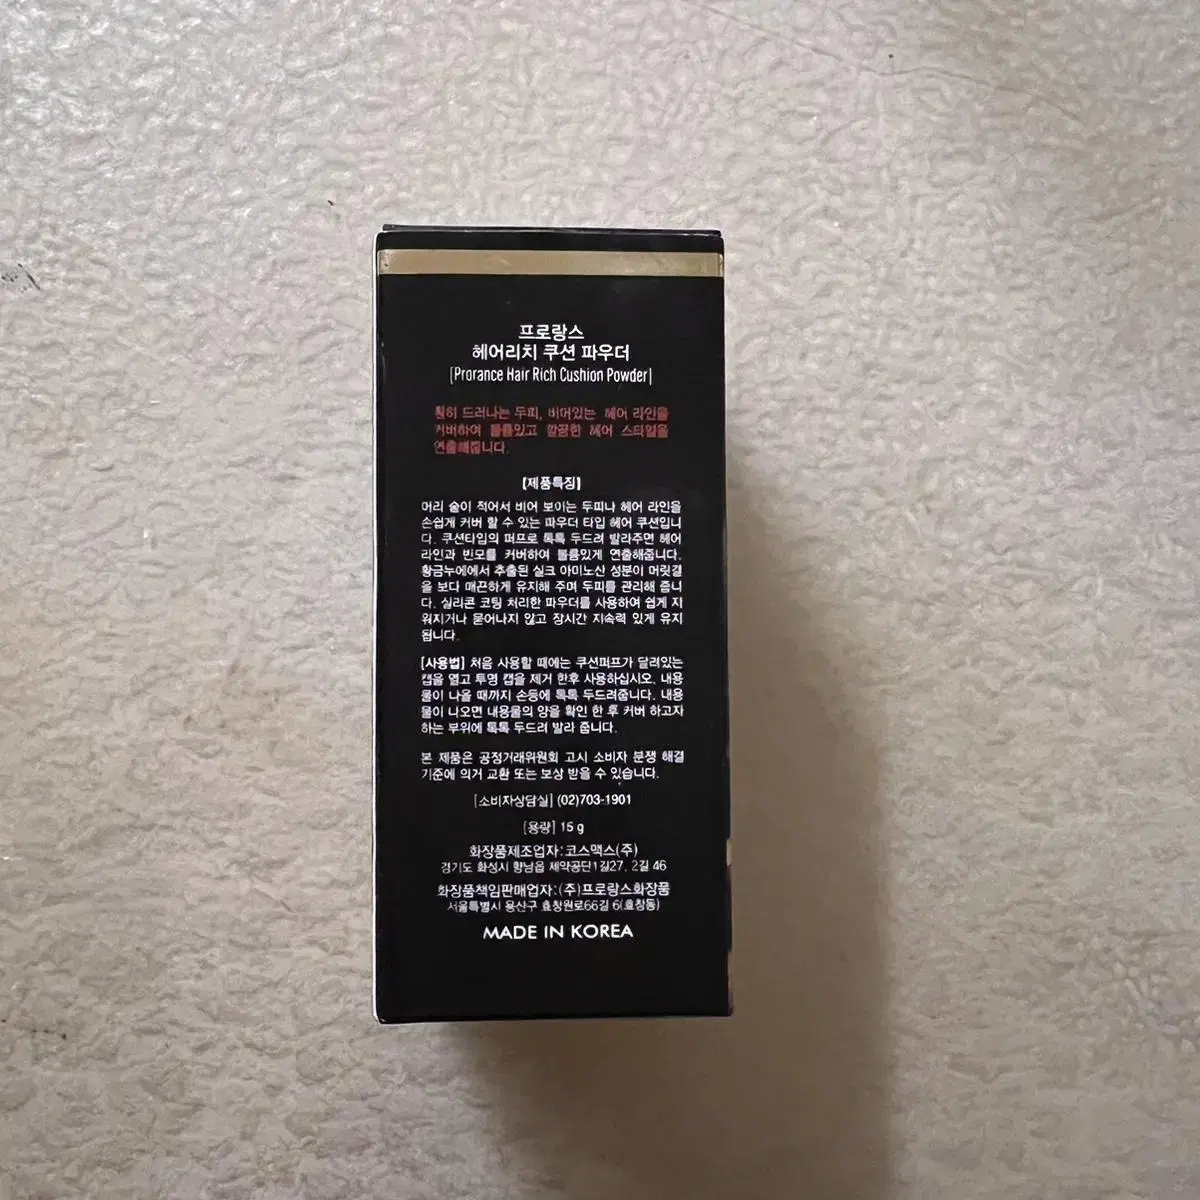 프로랑스
헤어리치 쿠션 파우더
[Prorance Hair Rich Cushion Powder]
훤히 드러나는 두피, 비어있는 헤어 라인을
커버하여 볼륨있고 깔끔한 헤어 스타일을
연출해줍니다.
[제품특징]
머리 숱이 적어서 비어 보이는 두피나 헤어 라인을
손쉽게 커버 할 수 있는 파우더 타입 헤어 쿠션입니
다. 쿠션타입의 퍼프로 톡톡 두드려 발라주면 헤어
라인과 빈모를 커버하여 볼륨있게 연출해줍니다.
황금누에에서 추출된 실크 아미노산 성분이 머릿결
을 보다 매끈하게 유지해 주며 두피를 관리해 줍니
다. 실리콘 코팅 처리한 파우더를 사용하여 쉽게 지
워지거나 묻어나지 않고 장시간 지속력 있게 유지
됩니다.
[사용법] 처음 사용할 때에는 쿠션퍼프가 달려있는
캡을 열고 투명 캡을 제거 한후 사용하십시오. 내용
물이 나올 때까지 손등에 톡톡 두드려줍니다. 내용
물이 나오면 내용물의 양을 확인 한 후 커버 하고자
하는 부위에 톡톡 두드려 발라 줍니다.
본 제품은 공정거래위원회 고시 소비자 분쟁 해결
기준에 의거 교환 또는 보상 받을 수 있습니다.
[소비자상담실] (02)703-1901
[용량] 15 g
화장품제조업자:코스맥스(주)
경기도 화성시 향남읍 제약공단1길27, 2길 46
화장품책임판매업자:(주)프로랑스화장품
서울특별시 용산구 효창원로66길 6(효창동)
MADE IN KOREA